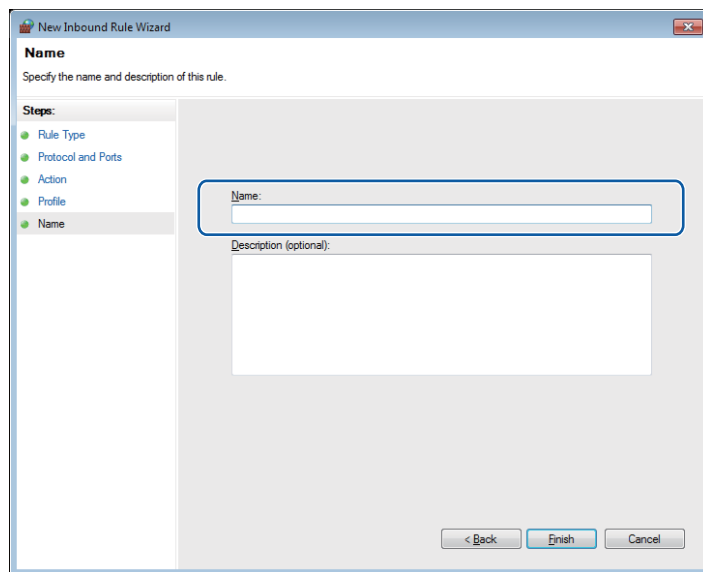 New Inbound Rule Wizard
Name
Specify the name and description of this rule.
Steps:
Rule Type
Protocol and Ports
Action
Profile
Name
Name:
Description (optional):
< Back
Finish
Cancel